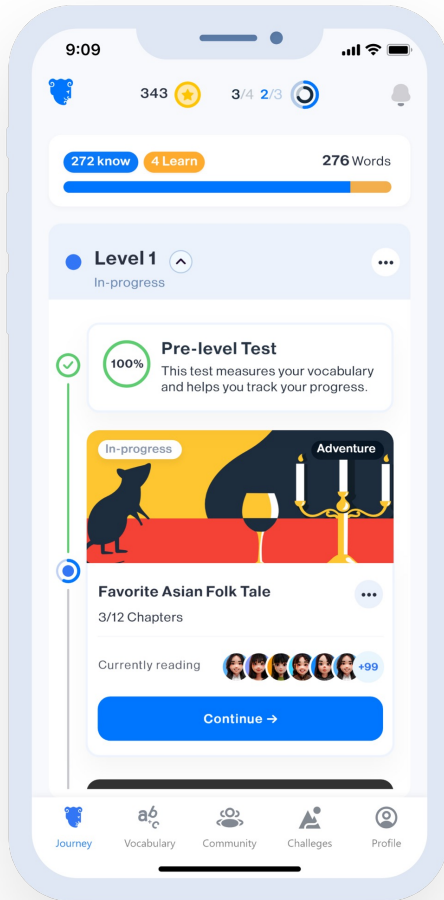 9:09
343
3/4 2/3
272 know 4 Learn 276 Words
Level 1
In-progress
100%
Pre-level Test
This test measures your vocabulary
and helps you track your progress.
In-progress Adventure
Favorite Asian Folk Tale
3/12 Chapters
Currently reading +99
Continue →
ab c
Journey Vocabulary Community Challeges Profile